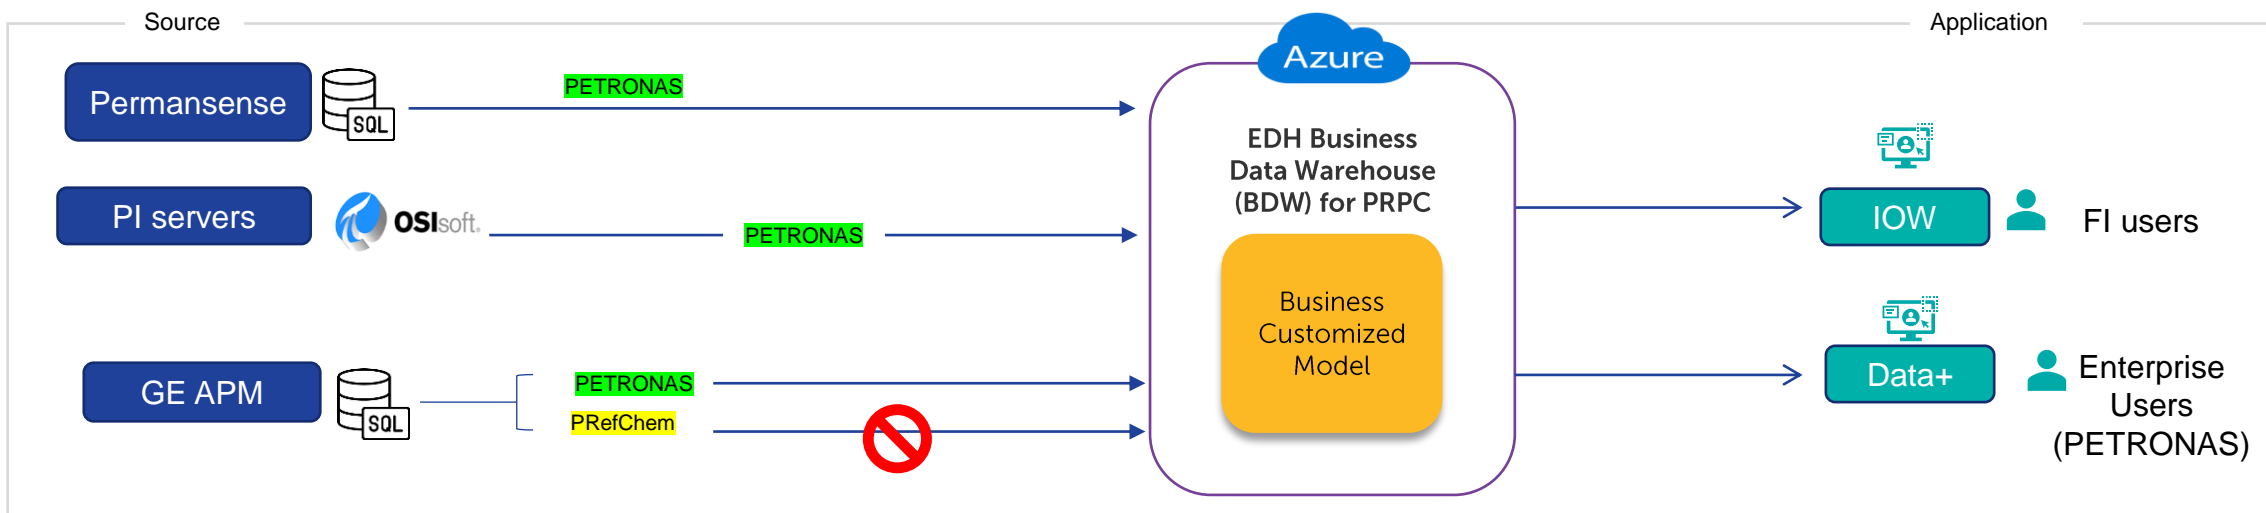 Source
Application
Azure
Permansense
SQL
PETRONAS
EDH Business
Data Warehouse
(BDW) for PRPC
PI servers
OSIsoft.
PETRONAS
IOW
FI users
Business
Customized
Model
GE APM
SQL
PETRONAS
PRefChem
Data+
Enterprise
Users
(PETRONAS)